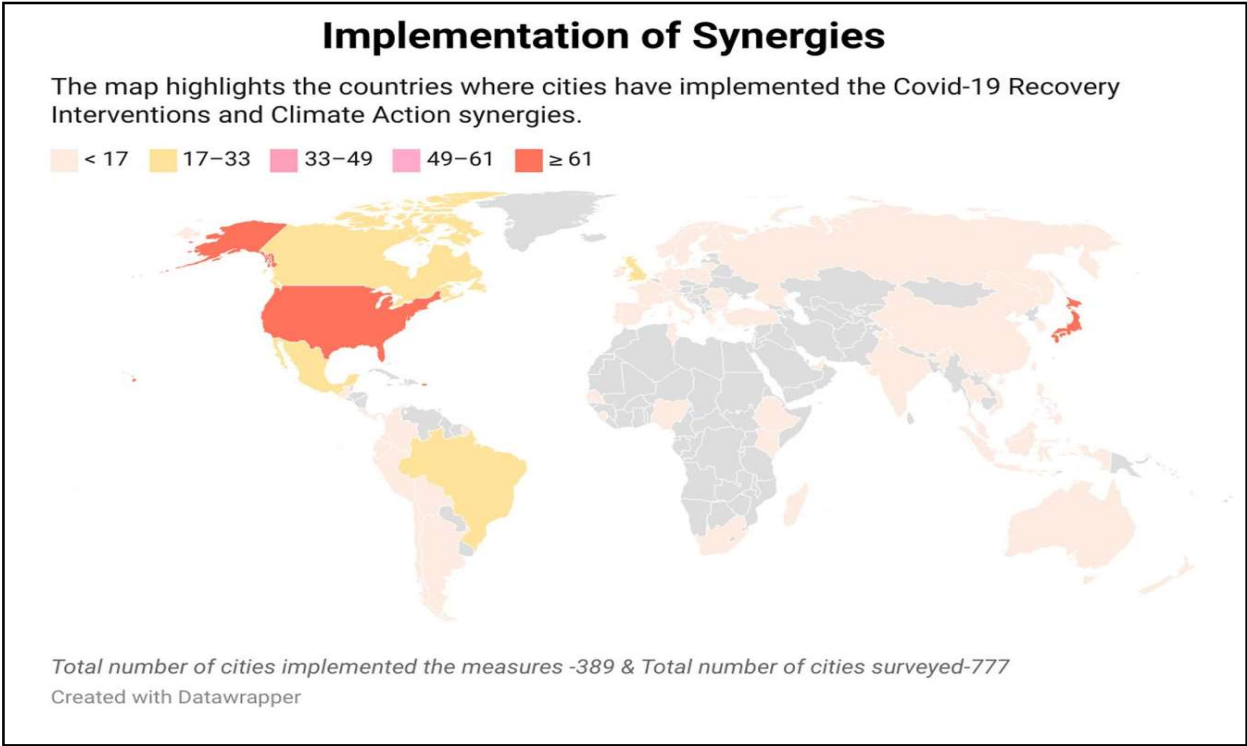 Implementation of Synergies
The map highlights the countries where cities have implemented the Covid-19 Recovery
Interventions and Climate Action synergies.
< 17 17–33 33–49 49–61 ≥ 61
Total number of cities implemented the measures -389 & Total number of cities surveyed-777
Created with Datawrapper